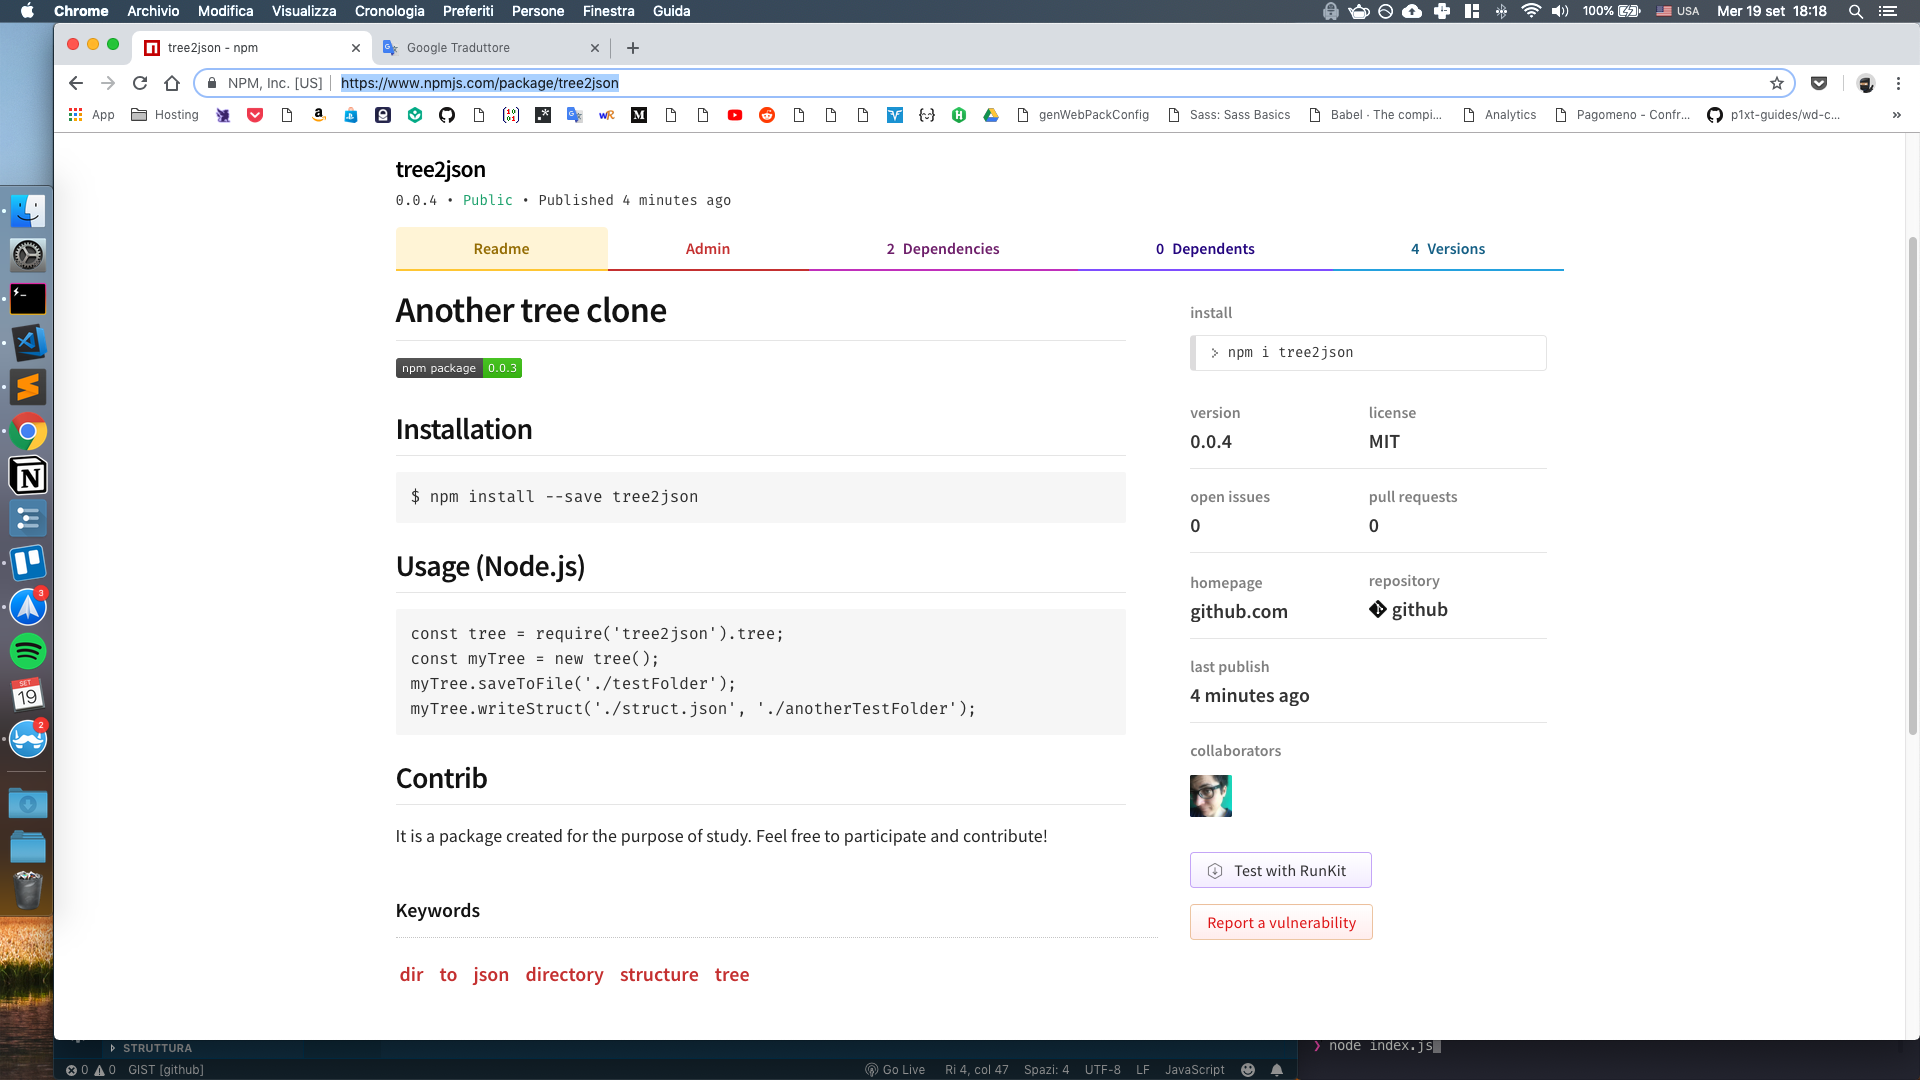 Chrome Archivio Modifica Visualizza Cronologia Preferiti Persone Finestra Guida 100% USA Mer 19 set 18:18
tree2json - npm
Google Traduttore
NPM, Inc. [US] https://www.npmjs.com/package/tree2json
App Hosting genWebPackConfig Sass: Sass Basics Babel · The compi... Analytics Pagomeno - Confr... p1xt-guides/wd-c... »
tree2json
0.0.4 • Public • Published 4 minutes ago
Readme Admin 2 Dependencies 0 Dependents 4 Versions
Another tree clone
npm package 0.0.3
Installation
$ npm install --save tree2json
Usage (Node.js)
const tree = require('tree2json').tree;
const myTree = new tree();
myTree.saveToFile('./testFolder');
myTree.writeStruct('./struct.json', './anotherTestFolder');
Contrib
It is a package created for the purpose of study. Feel free to participate and contribute!
Keywords
dir to json directory structure tree
install
> npm i tree2json
version
0.0.4
license
MIT
open issues
0
pull requests
0
homepage
github.com
repository
github
last publish
4 minutes ago
collaborators
Test with RunKit
Report a vulnerability
3
SET
19
2
STRUTTURA
0 0 GIST [github] Go Live Ri 4, col 47 Spazi: 4 UTF-8 LF JavaScript
❯ node index.js